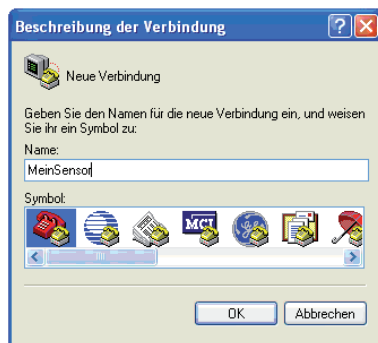 Beschreibung der Verbindung
Neue Verbindung
Geben Sie den Namen für die neue Verbindung ein, und weisen
Sie ihr ein Symbol zu:
Name:
MeinSensor
Symbol:
MCI
OK
Abbrechen